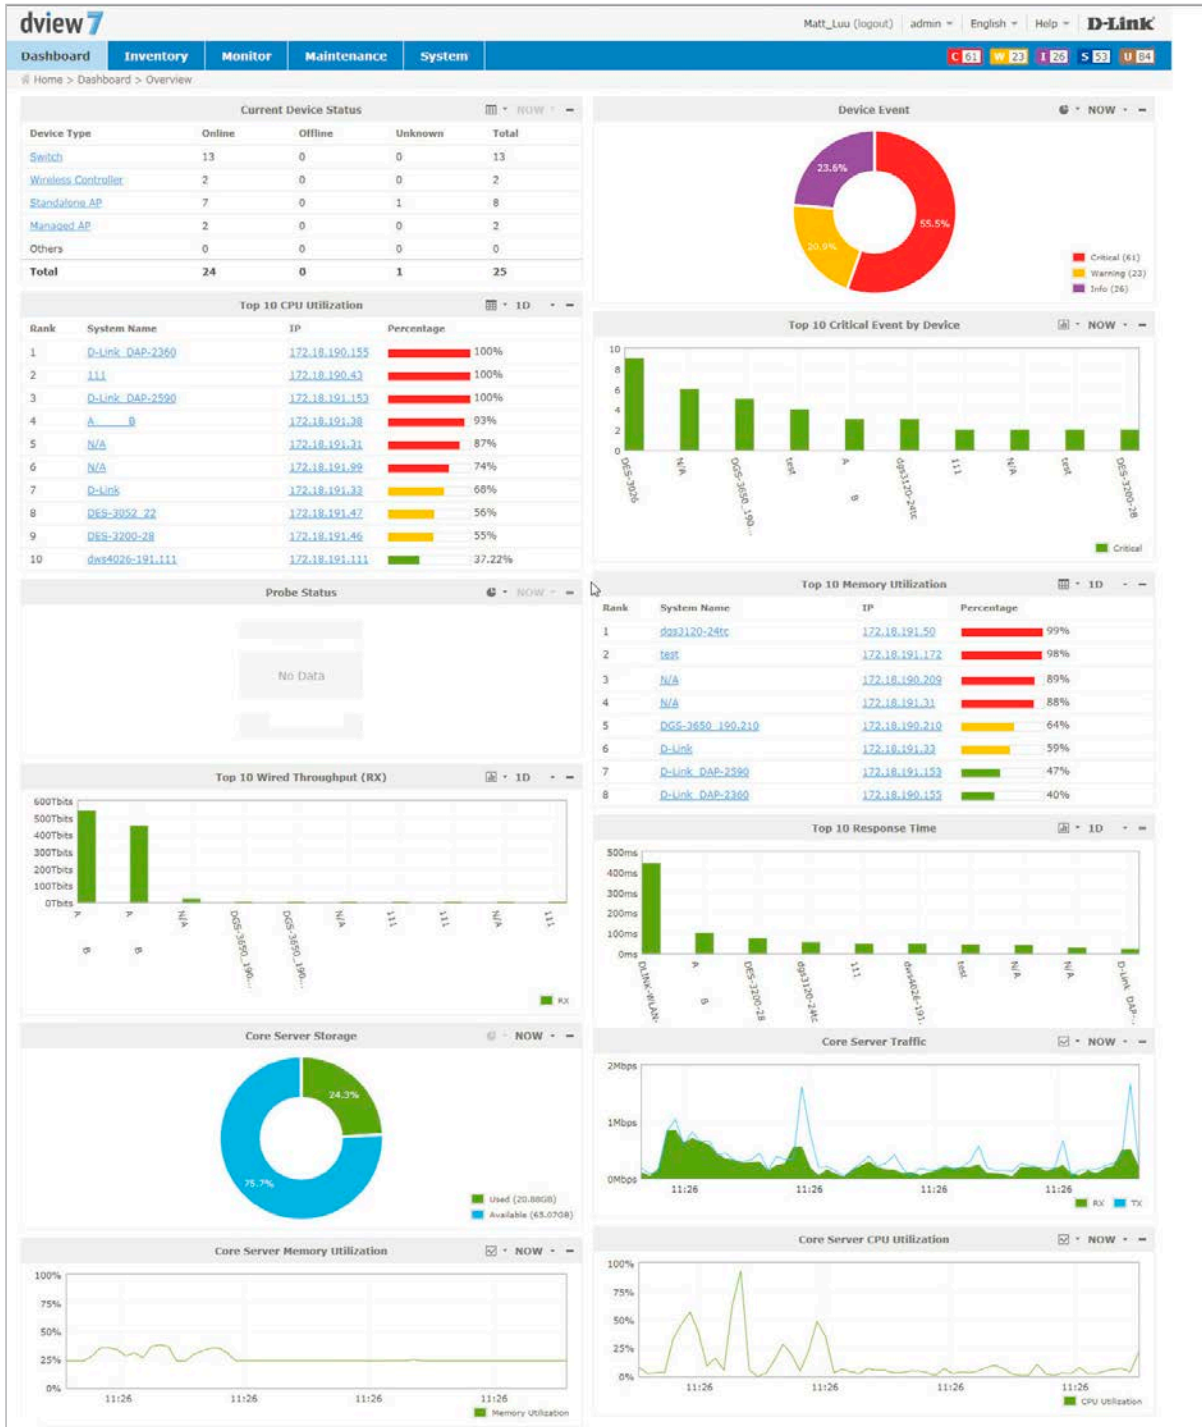 dview 7
Matt_Luu (logout) admin English Help D-Link
Dashboard Inventory Monitor Maintenance System C 61 W 23 I 26 S 53 U 84
Home > Dashboard > Overview
Current Device Status NOW
Device Type Online Offline Unknown Total
Switch 13 0 0 13
Wireless Controller 2 0 0 2
Standalone AP 7 0 1 8
Managed AP 2 0 0 2
Others 0 0 0 0
Total 24 0 1 25
Device Event NOW
23.6%
55.5%
20.9%
Critical (61)
Warning (23)
Info (26)
Top 10 CPU Utilization 1D
Rank System Name IP Percentage
1 D-Link DAP-2360 172.18.190.155 100%
2 111 172.18.190.43 100%
3 D-Link DAP-2590 172.18.191.153 100%
4 A B 172.18.191.38 93%
5 N/A 172.18.191.31 87%
6 N/A 172.18.191.99 74%
7 D-Link 172.18.191.33 68%
8 DES-3052 22 172.18.191.47 56%
9 DES-3200-28 172.18.191.46 55%
10 dws4026-191.111 172.18.191.111 37.22%
Top 10 Critical Event by Device NOW
10
8
6
4
2
0
DES-3026 N/A DGS-3650_190... test A B dgs3120-24tc 111 N/A test DES-3200-28
Critical
Probe Status NOW
No Data
Top 10 Memory Utilization 1D
Rank System Name IP Percentage
1 dgs3120-24tc 172.18.191.50 99%
2 test 172.18.191.172 98%
3 N/A 172.18.190.209 89%
4 N/A 172.18.191.31 88%
5 DGS-3650 190.210 172.18.190.210 64%
6 D-Link 172.18.191.33 59%
7 D-Link DAP-2590 172.18.191.153 47%
8 D-Link DAP-2360 172.18.190.155 40%
Top 10 Wired Throughput (RX) 1D
600Tbits
500Tbits
400Tbits
300Tbits
200Tbits
100Tbits
0Tbits
A B A B N/A DGS-3650_190... DGS-3650_190... N/A 111 111 N/A 111
RX
Top 10 Response Time 1D
500ms
400ms
300ms
200ms
100ms
0ms
DLINK-WLAN- A B DES-3200-28 dgs3120-24tc 111 dws4026-191. test N/A N/A D-Link DAP-...
Core Server Storage NOW
24.3%
75.7%
Used (20.88GB)
Available (65.07GB)
Core Server Traffic NOW
2Mbps
1Mbps
0Mbps
11:26 11:26 11:26 11:26
RX TX
Core Server Memory Utilization NOW
100%
75%
50%
25%
0%
11:26 11:26 11:26 11:26
Memory Utilization
Core Server CPU Utilization NOW
100%
75%
50%
25%
0%
11:26 11:26 11:26 11:26
CPU Utilization